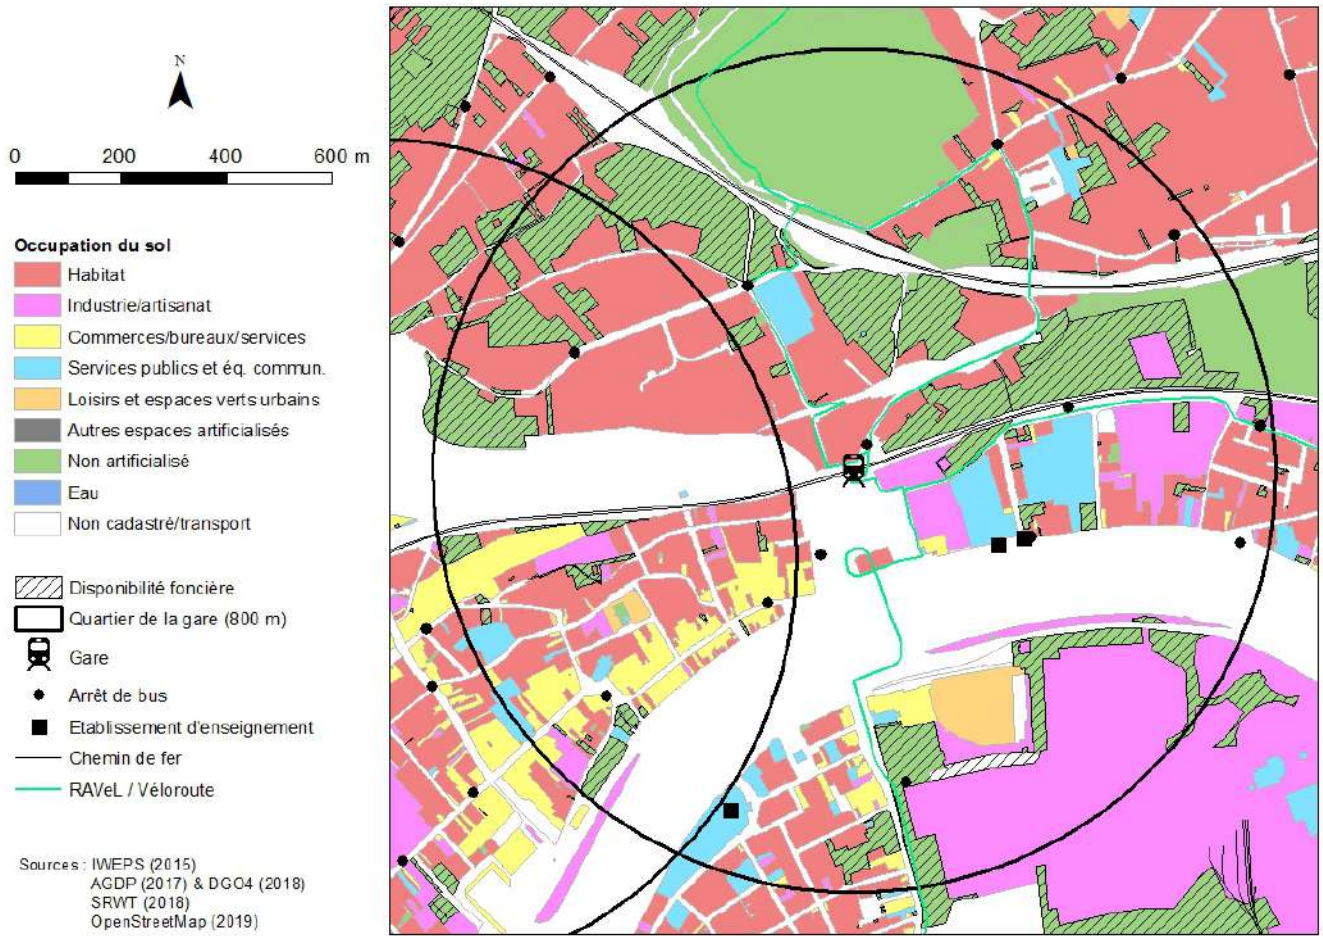 N
0 200 400 600 m
Occupation du sol
Habitat
Industrie/artisanat
Commerces/bureaux/services
Services publics et éq. commun.
Loisirs et espaces verts urbains
Autres espaces artificialisés
Non artificialisé
Eau
Non cadastré/transport
Disponibilité foncière
Quartier de la gare (800 m)
Gare
Arrêt de bus
Etablissement d'enseignement
Chemin de fer
RAVeL / Véloroute
Sources : IWEPS (2015)
AGDP (2017) & DGO4 (2018)
SRWT (2018)
OpenStreetMap (2019)